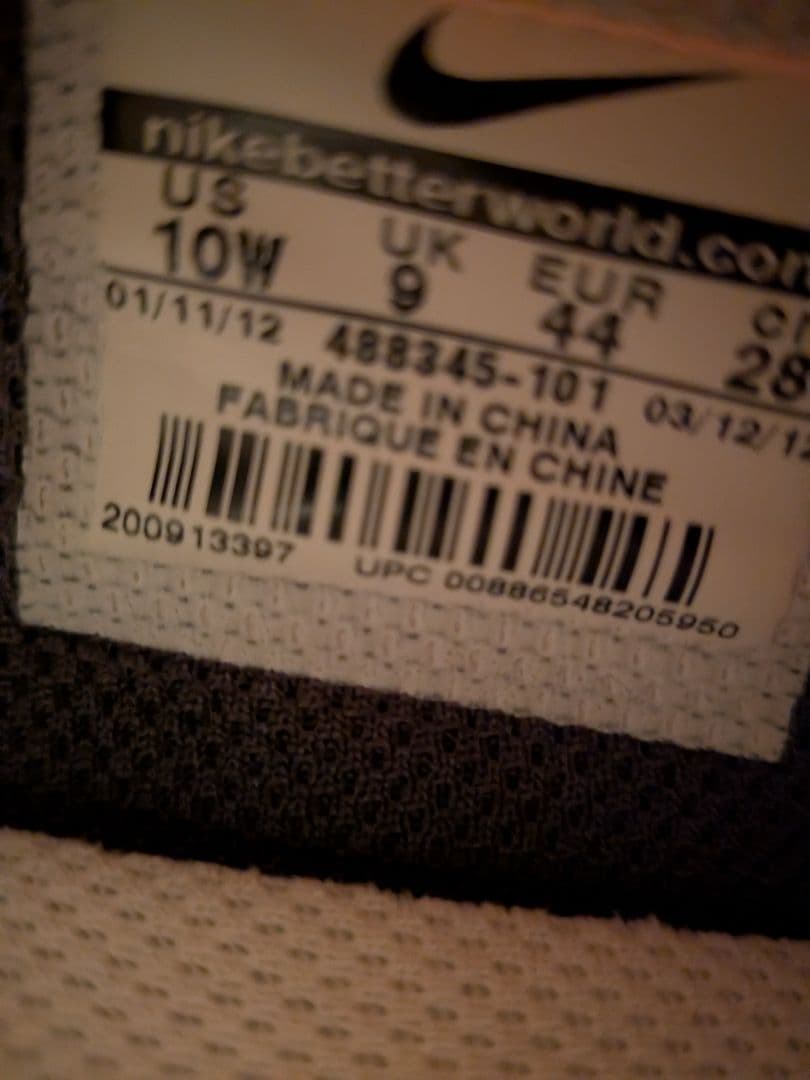 nikebetterworld.com
US UK EUR
10W 9 44 28
01/11/12 488345-101 03/12/12
MADE IN CHINA
FABRIQUE EN CHINE
200913397 UPC 00886548205950